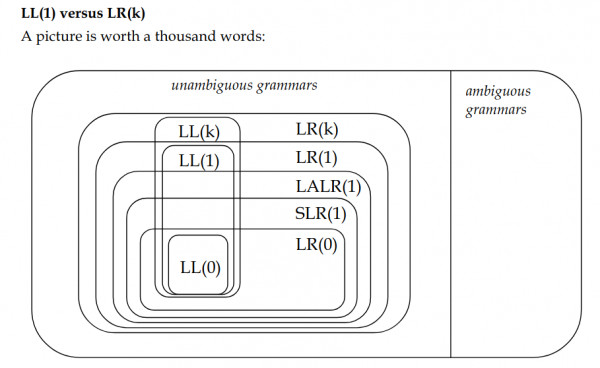 LL(1) versus LR(k)
A picture is worth a thousand words:
unambiguous grammars
ambiguous
grammars
LL(k)
LR(k)
LL(1)
LR(1)
LALR(1)
SLR(1)
LR(0)
LL(0)